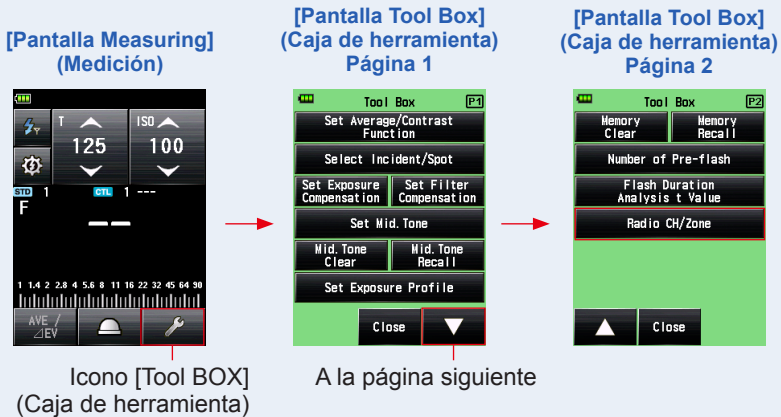 [Pantalla Measuring]
(Medición)
T
125
ISO
100
STD 1 CTL 1 ---
F
1 1.4 2 2.8 4 5.6 8 11 16 22 32 45 64 90
AVE /
⊿EV
Icono [Tool BOX]
(Caja de herramienta)
[Pantalla Tool Box]
(Caja de herramienta)
Página 1
Tool Box P1
Set Average/Contrast
Function
Select Incident/Spot
Set Exposure
Compensation
Set Filter
Compensation
Set Mid. Tone
Mid. Tone
Clear
Mid. Tone
Recall
Set Exposure Profile
Close
A la página siguiente
[Pantalla Tool Box]
(Caja de herramienta)
Página 2
Tool Box P2
Memory
Clear
Memory
Recall
Number of Pre-flash
Flash Duration
Analysis t Value
Radio CH/Zone
Close